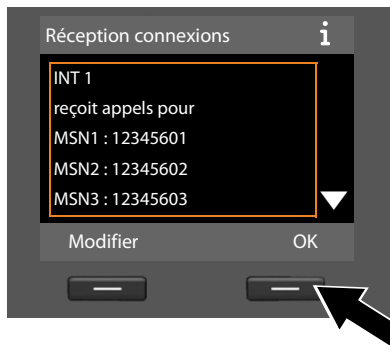 Réception connexions i
INT 1
reçoit appels pour
MSN1 : 12345601
MSN2 : 12345602
MSN3 : 12345603
Modifier OK